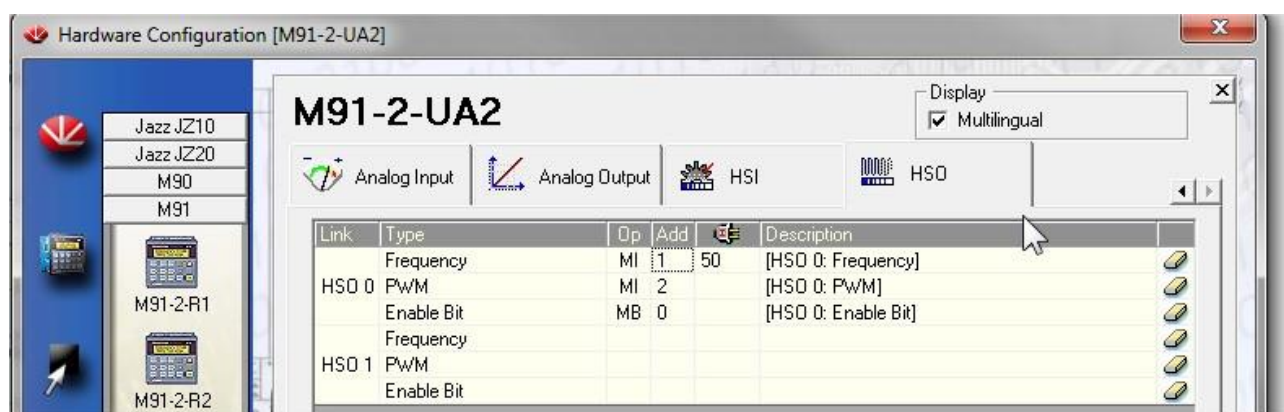 Hardware Configuration [M91-2-UA2]
M91-2-UA2
Display
Multilingual
Jazz JZ10
Jazz JZ20
M90
M91
M91-2-R1
M91-2-R2
Analog Input Analog Output HSI HSO
Link Type Op Add Description
Frequency MI 1 50 [HSO 0: Frequency]
HSO 0 PWM MI 2 [HSO 0: PWM]
Enable Bit MB 0 [HSO 0: Enable Bit]
Frequency
HSO 1 PWM
Enable Bit